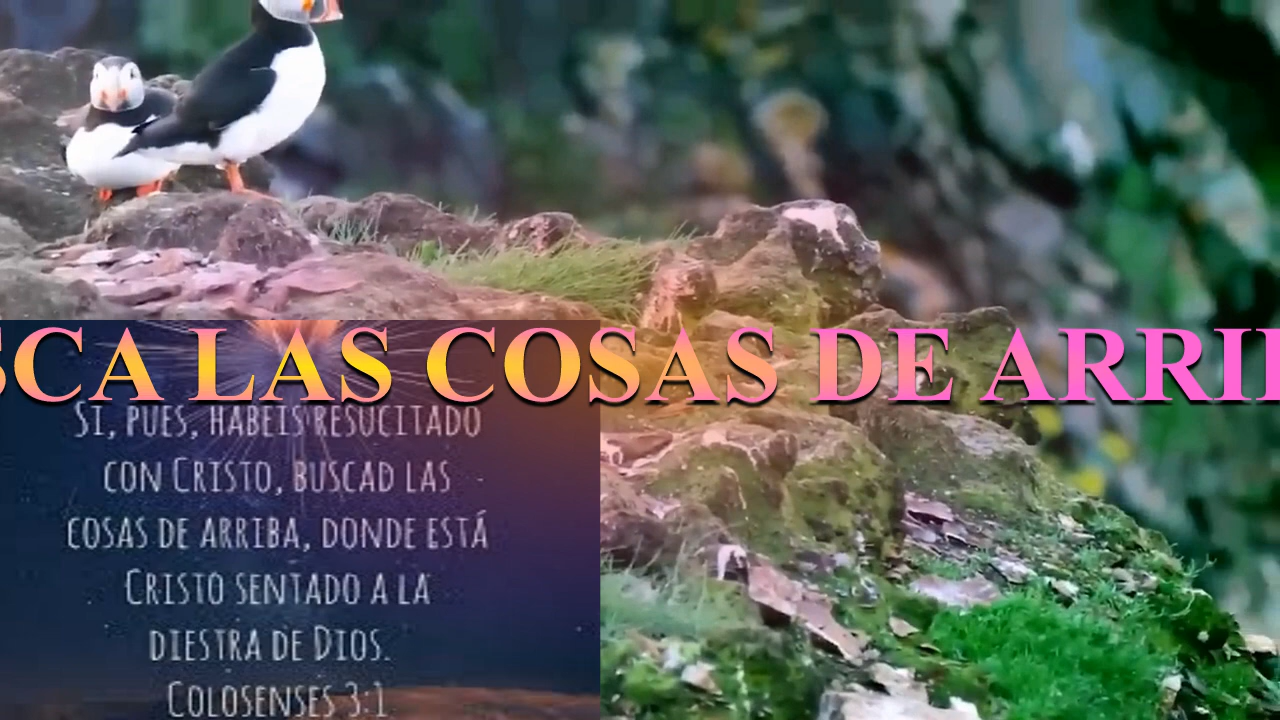 SCA LAS COSAS DE ARRI
SI, PUES, HABÉIS RESUCITADO
CON CRISTO, BUSCAD LAS
COSAS DE ARRIBA, DONDE ESTÁ
CRISTO SENTADO A LA
DIESTRA DE DIOS.
COLOSENSES 3:1